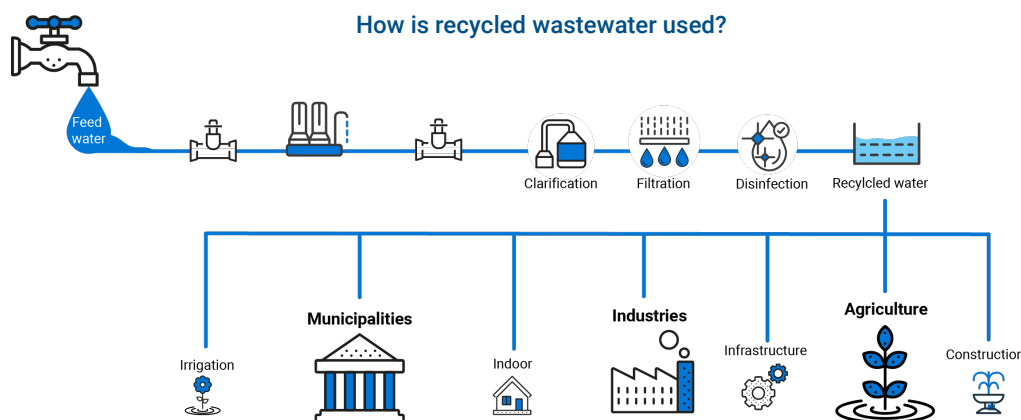 How is recycled wastewater used?
Feed
water
Clarification
Filtration
Disinfection
Recylcled water
Municipalities
Industries
Agriculture
Irrigation
Indoor
Infrastructure
Construction